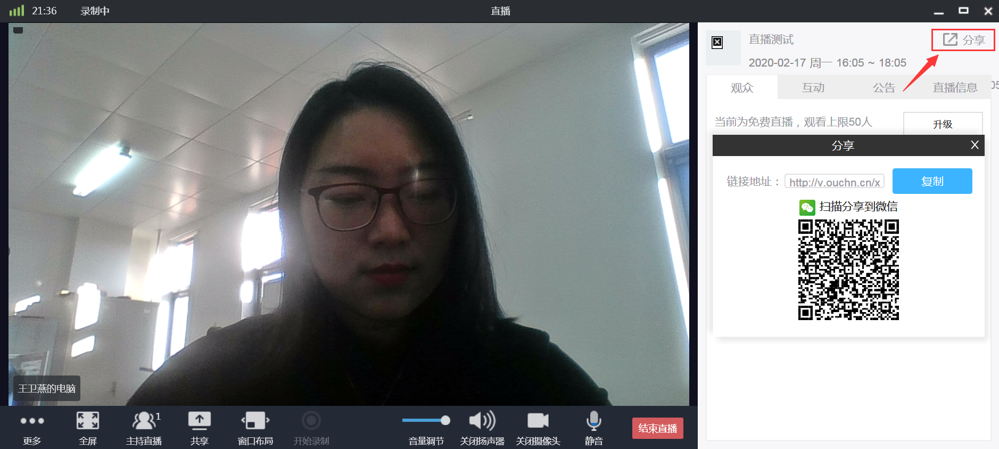 21:36 录制中 直播
直播测试
分享
2020-02-17 周一 16:05 ~ 18:05
观众 互动 公告 直播信息
05
当前为免费直播，观看上限50人
升级
分享 X
链接地址： http://v.ouchn.cn/x 复制
扫描分享到微信
王卫燕的电脑
1
更多 全屏 主持直播 共享 窗口布局 开始录制 音量调节 关闭扬声器 关闭摄像头 静音
结束直播